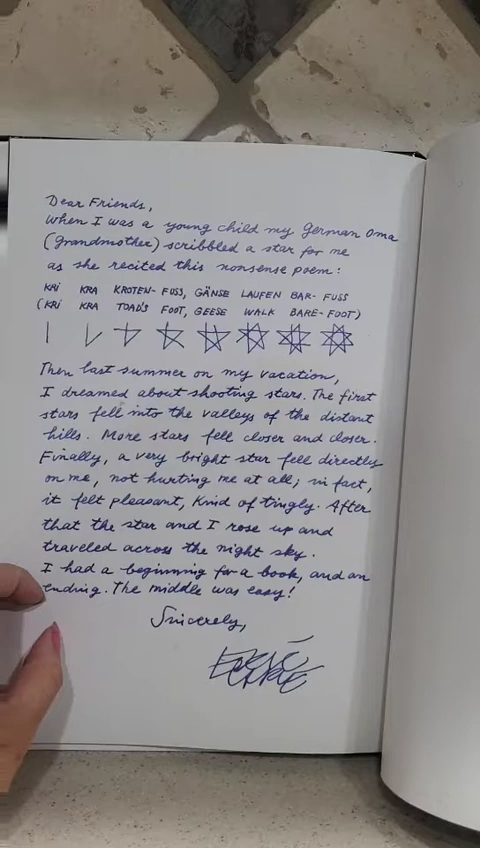 Dear Friends,
When I was a young child my German Oma
(grandmother) scribbled a star for me
as she recited this nonsense poem:
KRi KRA KROTEN-FUSS, GÄNSE LAUFEN BAR-FUSS
(KRi KRA TOAD'S FOOT, GEESE WALK BARE-FOOT)
Then last summer on my vacation,
I dreamed about shooting stars. The first
stars fell into the valleys of the distant
hills. More stars fell closer and closer.
Finally, a very bright star fell directly
on me, not hurting me at all; in fact,
it felt pleasant, kind of tingly. After
that the star and I rose up and
traveled across the night sky.
I had a beginning for a book, and an
ending. The middle was easy!
Sincerely,